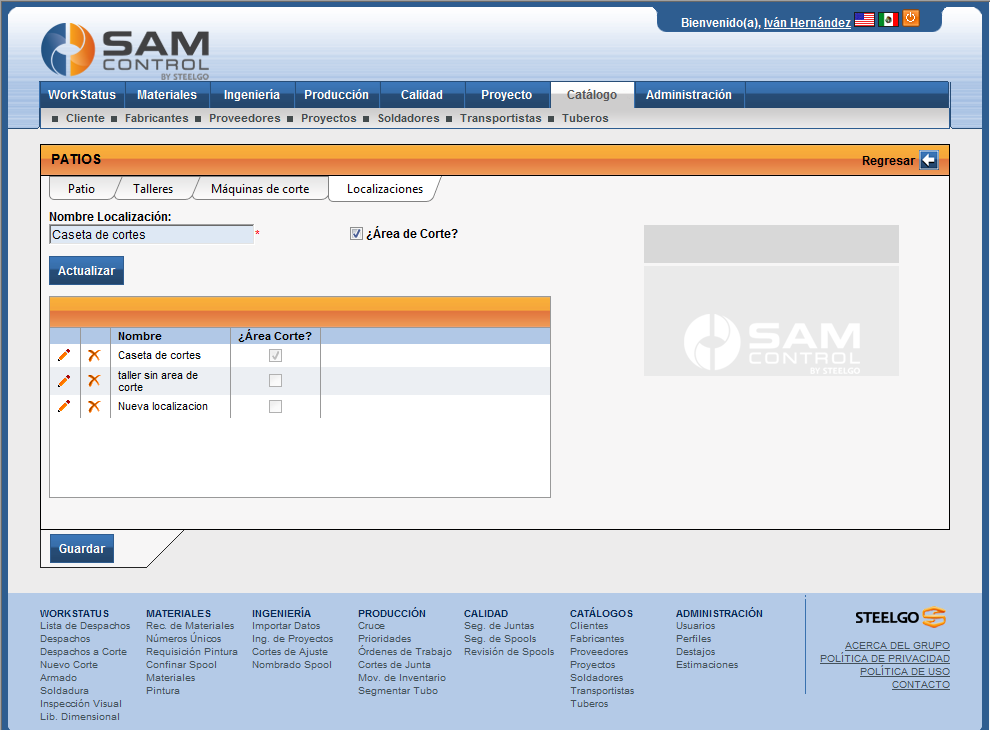 Bienvenido(a), Iván Hernández
SAM
CONTROL
BY STEELGO
WorkStatus Materiales Ingeniería Producción Calidad Proyecto Catálogo Administración
Cliente Fabricantes Proveedores Proyectos Soldadores Transportistas Tuberos
PATIOS Regresar
Patio Talleres Máquinas de corte Localizaciones
Nombre Localización:
Caseta de cortes * ¿Área de Corte?
Actualizar
Nombre ¿Área Corte?
Caseta de cortes
taller sin area de
corte
Nueva localizacion
SAM
CONTROL
BY STEELGO
Guardar
WORKSTATUS
Lista de Despachos
Despachos
Despachos a Corte
Nuevo Corte
Armado
Soldadura
Inspección Visual
Lib. Dimensional
MATERIALES
Rec. de Materiales
Números Únicos
Requisición Pintura
Confinar Spool
Materiales
Pintura
INGENIERÍA
Importar Datos
Ing. de Proyectos
Cortes de Ajuste
Nombrado Spool
PRODUCCIÓN
Cruce
Prioridades
Órdenes de Trabajo
Cortes de Junta
Mov. de Inventario
Segmentar Tubo
CALIDAD
Seg. de Juntas
Seg. de Spools
Revisión de Spools
CATÁLOGOS
Clientes
Fabricantes
Proveedores
Proyectos
Soldadores
Transportistas
Tuberos
ADMINISTRACIÓN
Usuarios
Perfiles
Destajos
Estimaciones
STEELGO
ACERCA DEL GRUPO
POLÍTICA DE PRIVACIDAD
POLÍTICA DE USO
CONTACTO